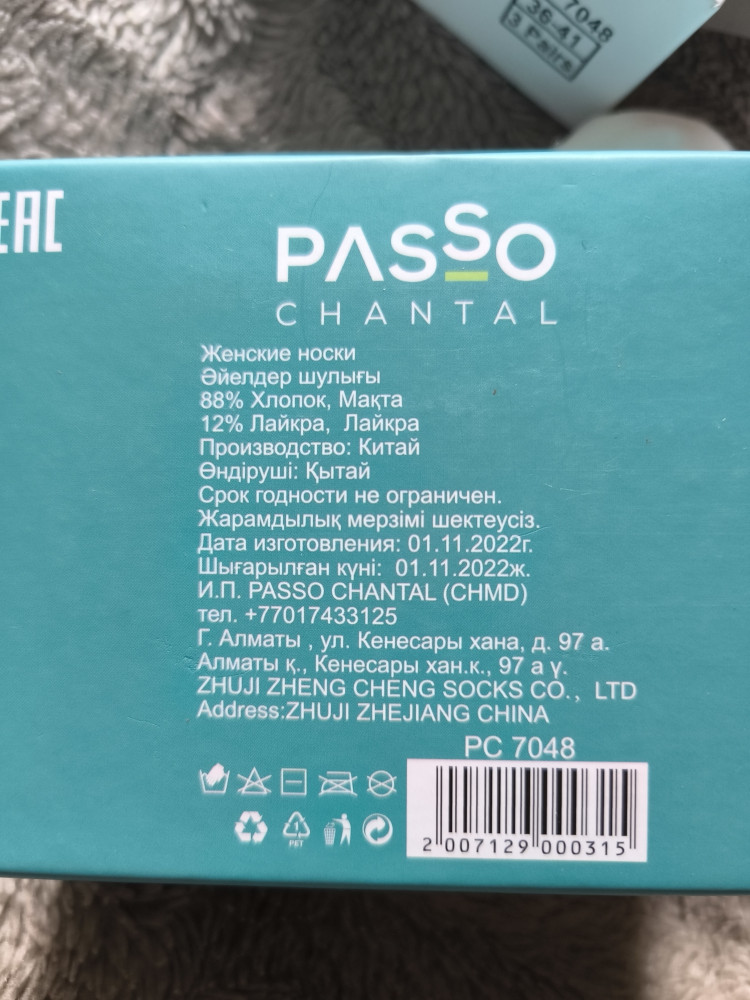 7048
36-41
3 Pairs
EAC
PASSO
CHANTAL
Женские носки
Әйелдер шұлығы
88% Хлопок, Мақта
12% Лайкра, Лайкра
Производство: Китай
Өндіруші: Қытай
Срок годности не ограничен.
Жарамдылық мерзімі шектеусіз.
Дата изготовления: 01.11.2022г.
Шығарылған күні: 01.11.2022ж.
И.П. PASSO CHANTAL (CHMD)
тел. +77017433125
Г. Алматы , ул. Кенесары хана, д. 97 а.
Алматы қ., Кенесары хан.к., 97 а ү.
ZHUJI ZHENG CHENG SOCKS CO., LTD
Address:ZHUJI ZHEJIANG CHINA
PC 7048
1
PET
2 007129 000315